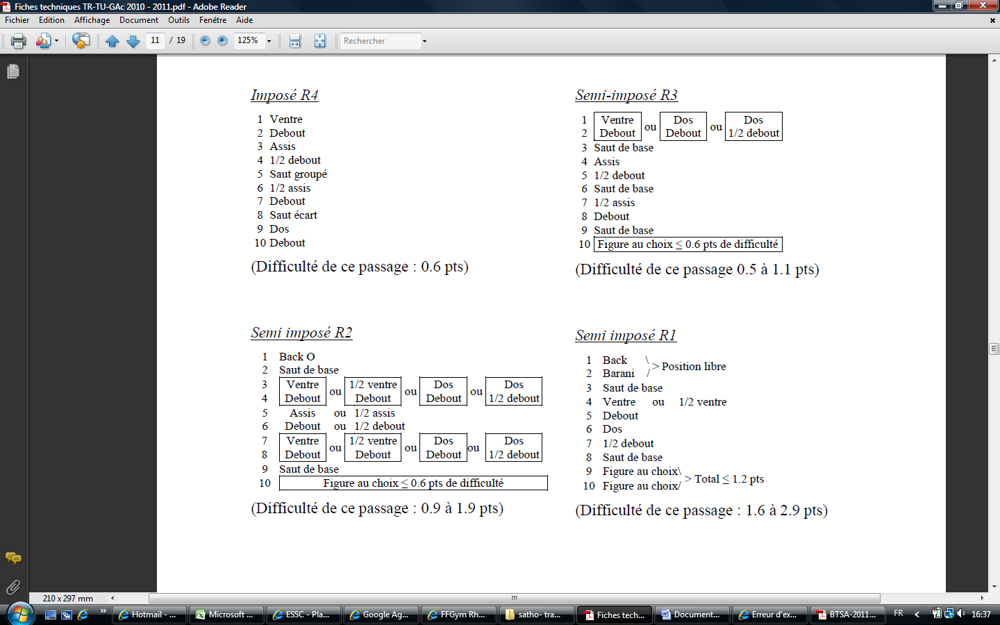 Fiches techniques TR-TU-GAc 2010 - 2011.pdf - Adobe Reader
Fichier Edition Affichage Document Outils Fenêtre Aide
11 / 19 125% Rechercher
Imposé R4
1 Ventre
2 Debout
3 Assis
4 1/2 debout
5 Saut groupé
6 1/2 assis
7 Debout
8 Saut écart
9 Dos
10 Debout
(Difficulté de ce passage : 0.6 pts)
Semi-imposé R3
1 Ventre ou Dos ou Dos
2 Debout Debout 1/2 debout
3 Saut de base
4 Assis
5 1/2 debout
6 Saut de base
7 1/2 assis
8 Debout
9 Saut de base
10 Figure au choix ≤ 0.6 pts de difficulté
(Difficulté de ce passage 0.5 à 1.1 pts)
Semi imposé R2
1 Back O
2 Saut de base
3 Ventre ou 1/2 ventre ou Dos ou Dos
4 Debout Debout Debout 1/2 debout
5 Assis ou 1/2 assis
6 Debout ou 1/2 debout
7 Ventre ou 1/2 ventre ou Dos ou Dos
8 Debout Debout Debout 1/2 debout
9 Saut de base
10 Figure au choix ≤ 0.6 pts de difficulté
(Difficulté de ce passage : 0.9 à 1.9 pts)
Semi imposé R1
1 Back \
> Position libre
2 Barani /
3 Saut de base
4 Ventre ou 1/2 ventre
5 Debout
6 Dos
7 1/2 debout
8 Saut de base
9 Figure au choix\
> Total ≤ 1.2 pts
10 Figure au choix/
(Difficulté de ce passage : 1.6 à 2.9 pts)
210 x 297 mm
Hotmail - ... Microsoft ... ESSC - Pla... Google Ag... FFGym Rh... satho- tra... Fiches tech... Document... Erreur d'ex... BTSA-2011... FR 16:37